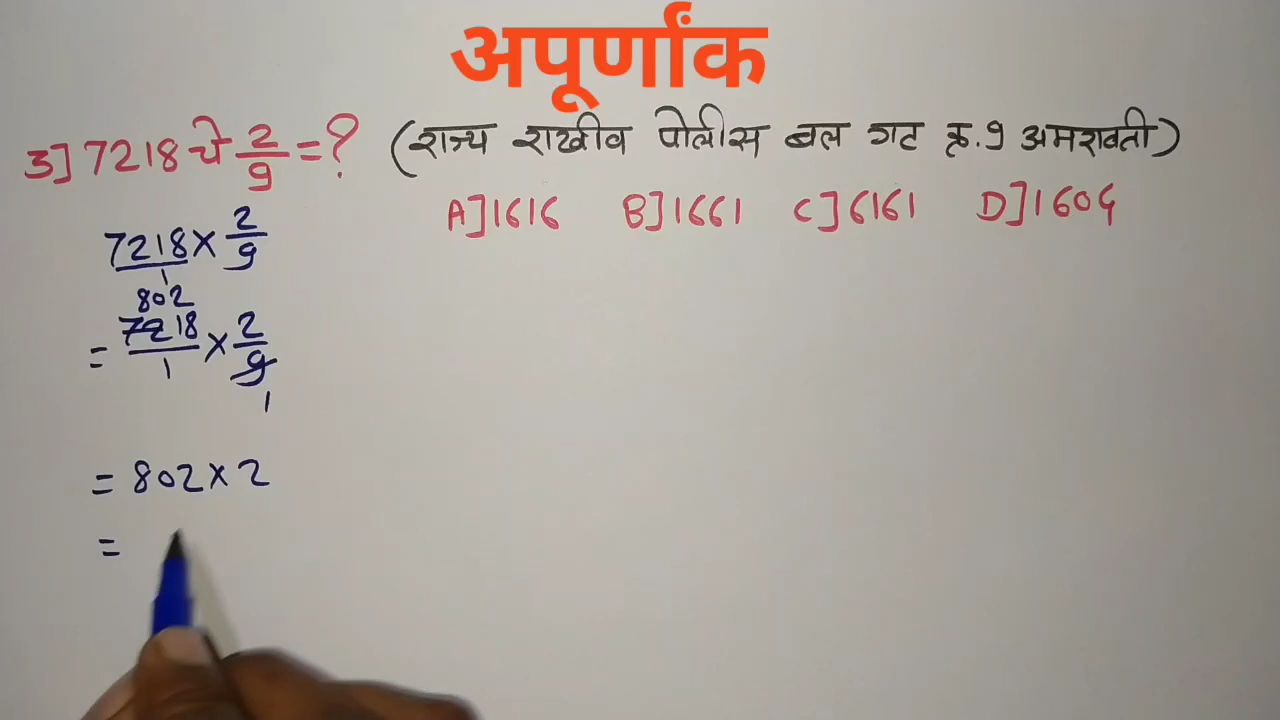 अपूर्णांक
3] 7218 चे 2/9 = ? (राज्य राखीव पोलीस बल गट क्र.9 अमरावती)
A] 1616 B] 1661 C] 6161 D] 1604
7218/1 × 2/9
802
= 7218/1 × 2/9
1
= 802 × 2
=